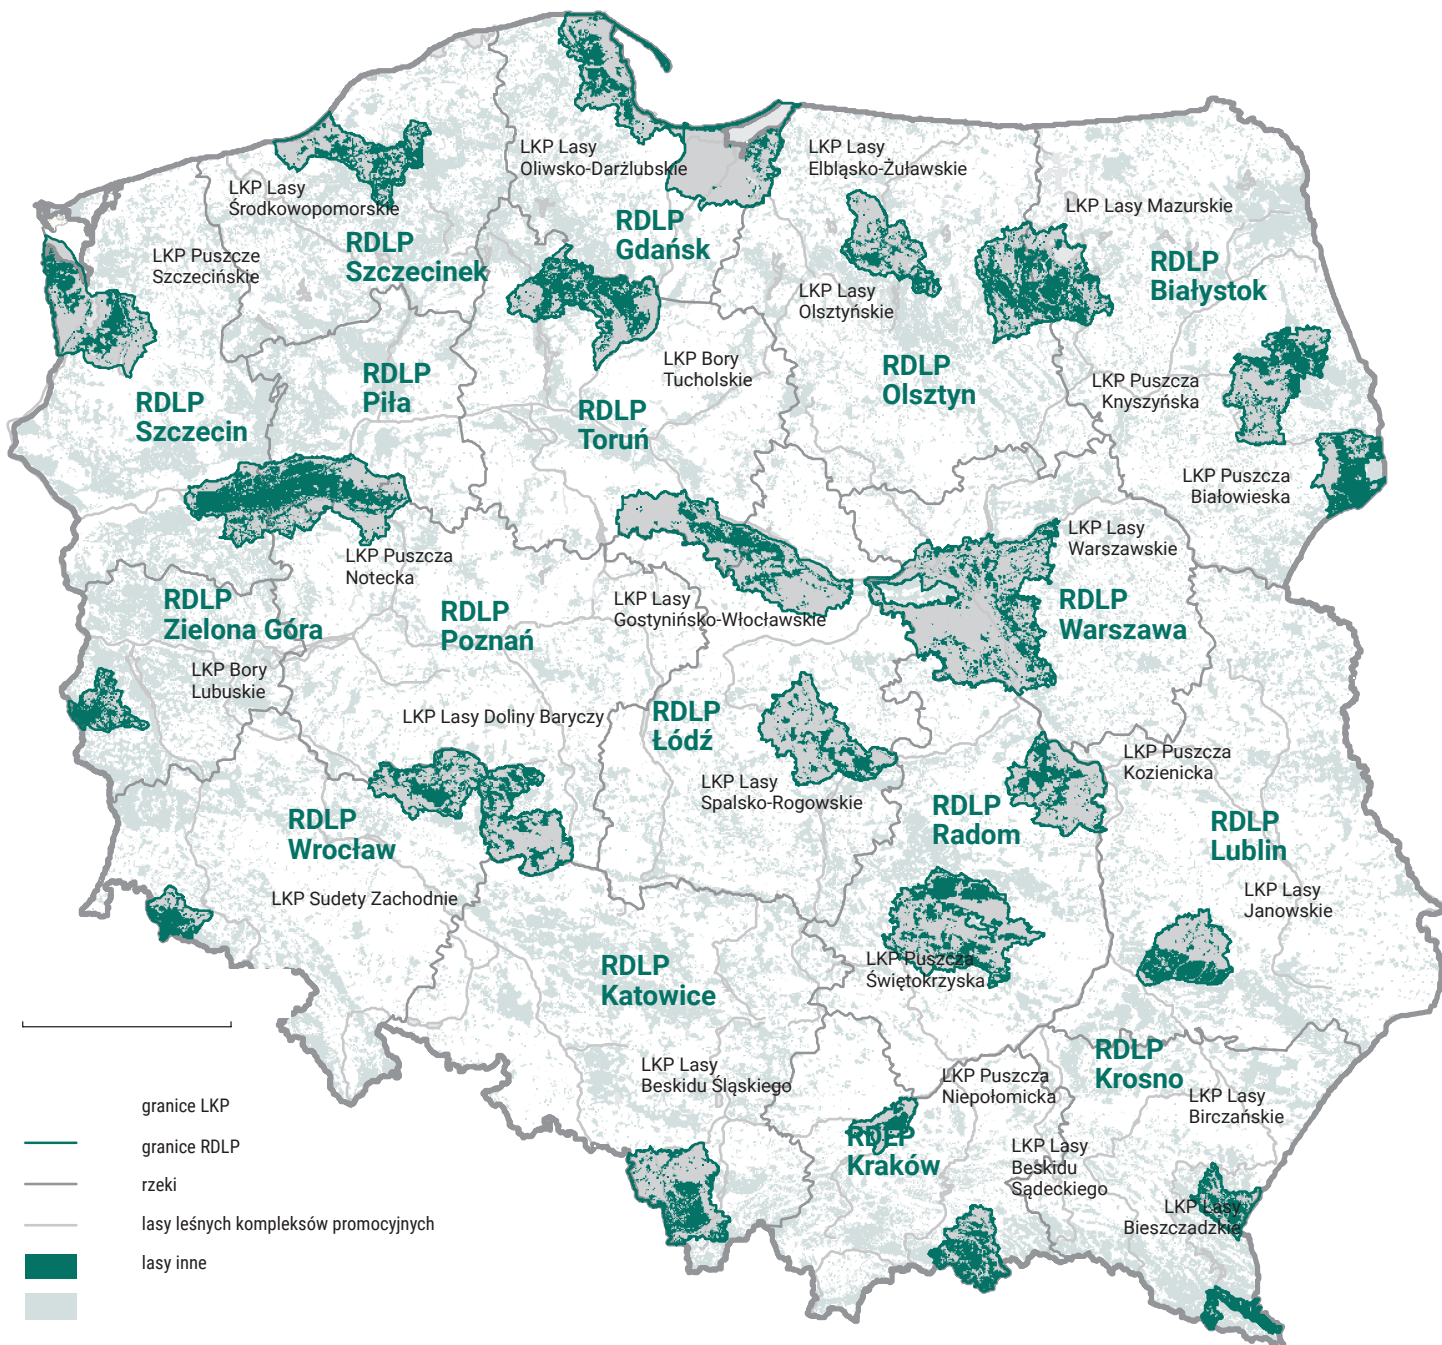 LKP Lasy
Oliwsko-Darżlubskie
LKP Lasy
Elbląsko-Żuławskie
LKP Lasy
Środkowopomorskie
LKP Lasy Mazurskie
RDLP
Gdańsk
RDLP
Szczecinek
LKP Puszcze
Szczecińskie
RDLP
Białystok
LKP Lasy
Olsztyńskie
LKP Bory
Tucholskie
RDLP
Olsztyn
RDLP
Piła
LKP Puszcza
Knyszyńska
RDLP
Szczecin
RDLP
Toruń
LKP Puszcza
Białowieska
LKP Lasy
Warszawskie
LKP Puszcza
Notecka
RDLP
Zielona Góra
RDLP
Poznań
LKP Lasy
Gostynińsko-Włocławskie
RDLP
Warszawa
LKP Bory
Lubuskie
LKP Lasy Doliny Baryczy
RDLP
Łódź
LKP Puszcza
Kozienicka
LKP Lasy
Spalsko-Rogowskie
RDLP
Wrocław
RDLP
Radom
RDLP
Lublin
LKP Sudety Zachodnie
LKP Lasy
Janowskie
RDLP
Katowice
LKP Puszcza
Świętokrzyska
LKP Lasy
Beskidu Śląskiego
RDLP
Krosno
LKP Puszcza
Niepołomicka
LKP Lasy
Birczańskie
RDLP
Kraków
LKP Lasy
Beskidu
Sądeckiego
LKP Lasy
Bieszczadzkie
granice LKP
granice RDLP
rzeki
lasy leśnych kompleksów promocyjnych
lasy inne